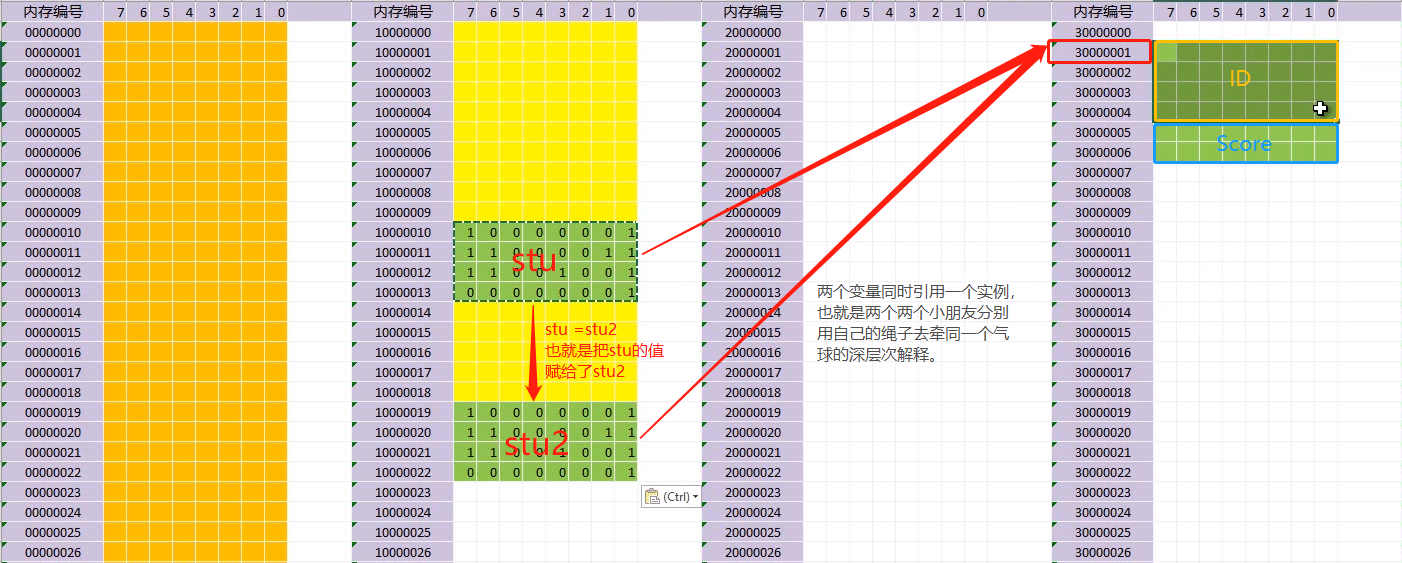 内存编号 7 6 5 4 3 2 1 0 内存编号 7 6 5 4 3 2 1 0 内存编号 7 6 5 4 3 2 1 0 内存编号 7 6 5 4 3 2 1 0
00000000 10000000 20000000 30000000
00000001 10000001 20000001 30000001
00000002 10000002 20000002 30000002
ID
00000003 10000003 20000003 30000003
00000004 10000004 20000004 30000004
00000005 10000005 20000005 30000005
Score
00000006 10000006 20000006 30000006
00000007 10000007 20000007 30000007
00000008 10000008 20000008 30000008
00000009 10000009 20000009 30000009
00000010 10000010 1 0 0 0 0 0 0 1 20000010 30000010
00000011 10000011 1 1 0 0 0 0 1 1 20000011 30000011
stu
00000012 10000012 1 1 0 0 1 0 0 1 20000012 30000012
00000013 10000013 0 0 0 0 0 0 0 1 20000013 30000013
两个变量同时引用一个实例，
也就是两个两个小朋友分别
用自己的绳子去牵同一个气
球的深层次解释。
00000014 10000014 20000014 30000014
stu =stu2
也就是把stu的值
赋给了stu2
00000015 10000015 20000015 30000015
00000016 10000016 20000016 30000016
00000017 10000017 20000017 30000017
00000018 10000018 20000018 30000018
00000019 10000019 1 0 0 0 0 0 0 1 20000019 30000019
00000020 10000020 1 1 0 0 0 0 1 1 20000020 30000020
stu2
00000021 10000021 1 1 0 0 1 0 0 1 20000021 30000021
00000022 10000022 0 0 0 0 0 0 0 1 20000022 30000022
00000023 10000023 (Ctrl) 20000023 30000023
00000024 10000024 20000024 30000024
00000025 10000025 20000025 30000025
00000026 10000026 20000026 30000026